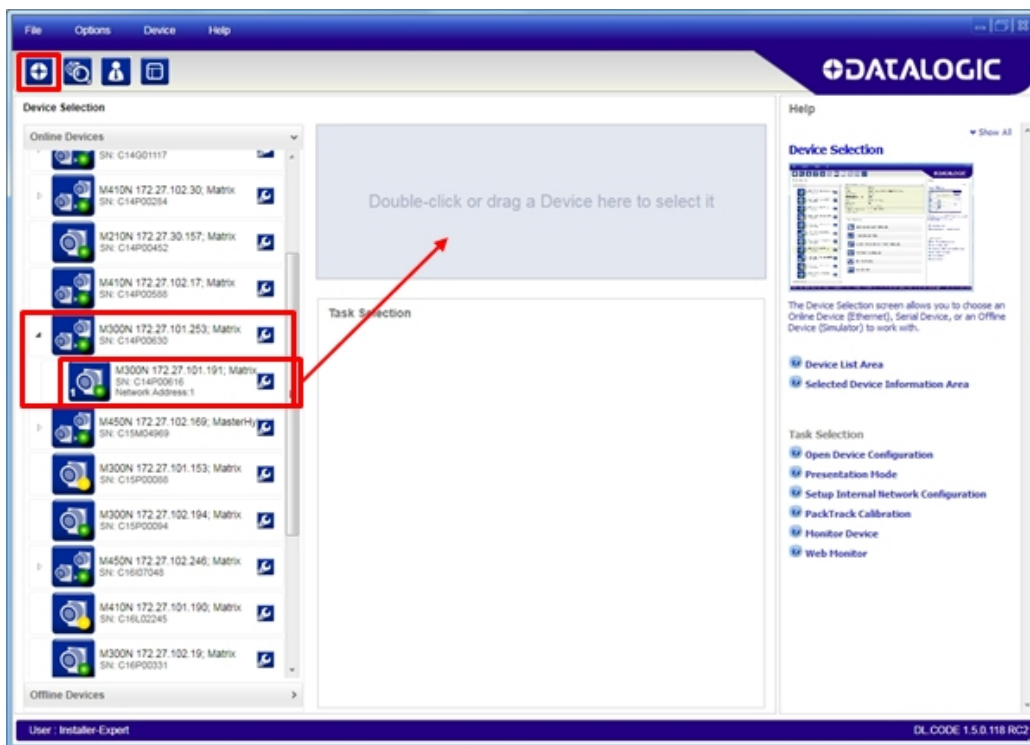 File Options Device Help
DATALOGIC
Device Selection
Online Devices
SN: C14G01117
M410N 172.27.102.30; Matrix
SN: C14P00284
M210N 172.27.30.157; Matrix
SN: C14P00452
M410N 172.27.102.17; Matrix
SN: C14P00588
M300N 172.27.101.253; Matrix
SN: C14P00630
M300N 172.27.101.191; Matrix
SN: C14P00616
Network Address:1
1
M450N 172.27.102.169; MasterHy
SN: C15M04969
M300N 172.27.101.153; Matrix
SN: C15P00088
M300N 172.27.102.194; Matrix
SN: C15P00094
M450N 172.27.102.246; Matrix
SN: C16I07048
M410N 172.27.101.190; Matrix
SN: C16L02245
M300N 172.27.102.19; Matrix
SN: C16P00331
Offline Devices
Double-click or drag a Device here to select it
Task Selection
Help
Show All
Device Selection
The Device Selection screen allows you to choose an
Online Device (Ethernet), Serial Device, or an Offline
Device (Simulator) to work with.
Device List Area
Selected Device Information Area
Task Selection
Open Device Configuration
Presentation Mode
Setup Internal Network Configuration
PackTrack Calibration
Monitor Device
Web Monitor
User : Installer-Expert
DL.CODE 1.5.0.118 RC2